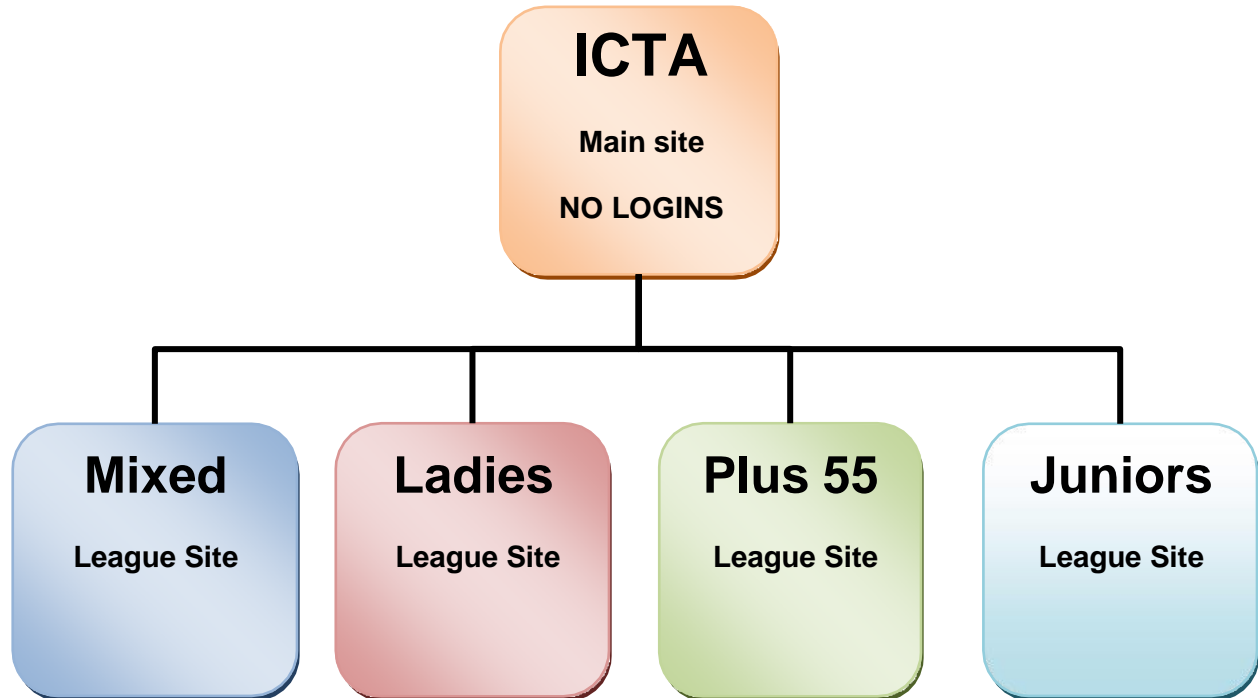 ICTA
Main site
NO LOGINS
Mixed
League Site
Ladies
League Site
Plus 55
League Site
Juniors
League Site